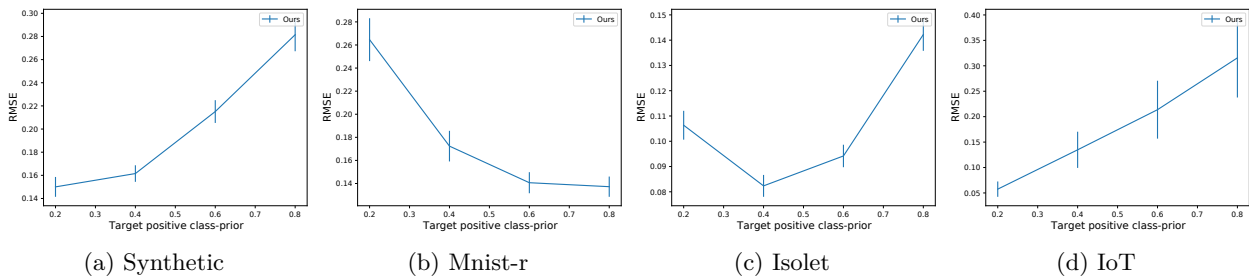 0.30
0.28
0.26
0.24
0.22
0.20
0.18
0.16
0.14
RMSE
0.2 0.3 0.4 0.5 0.6 0.7 0.8
Target positive class-prior
Ours
(a) Synthetic
0.28
0.26
0.24
0.22
0.20
0.18
0.16
0.14
RMSE
0.2 0.3 0.4 0.5 0.6 0.7 0.8
Target positive class-prior
Ours
(b) Mnist-r
0.15
0.14
0.13
0.12
0.11
0.10
0.09
0.08
RMSE
0.2 0.3 0.4 0.5 0.6 0.7 0.8
Target positive class-prior
Ours
(c) Isolet
0.40
0.35
0.30
0.25
0.20
0.15
0.10
0.05
RMSE
0.2 0.3 0.4 0.5 0.6 0.7 0.8
Target positive class-prior
Ours
(d) IoT